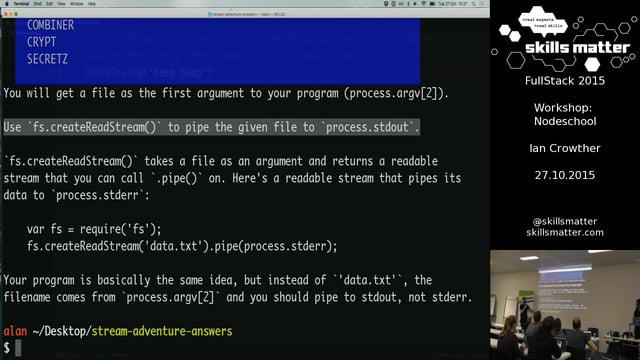 Terminal Shell Edit View Window Help
Tue 27 Oct 10:27
stream-adventure-answers — bash — 62×23
COMBINER
CRYPT
SECRETZ
console.log('beep boop')
You will get a file as the first argument to your program (process.argv[2]).
Use `fs.createReadStream()` to pipe the given file to `process.stdout`.
`fs.createReadStream()` takes a file as an argument and returns a readable
stream that you can call `.pipe()` on. Here's a readable stream that pipes its
data to `process.stderr`:
var fs = require('fs');
fs.createReadStream('data.txt').pipe(process.stderr);
Your program is basically the same idea, but instead of `'data.txt'`, the
filename comes from `process.argv[2]` and you should pipe to stdout, not stderr.
alan ~/Desktop/stream-adventure-answers
$
treal experts
treal skills
skills matter
FullStack 2015
Workshop:
Nodeschool
Ian Crowther
27.10.2015
@skillsmatter
skillsmatter.com